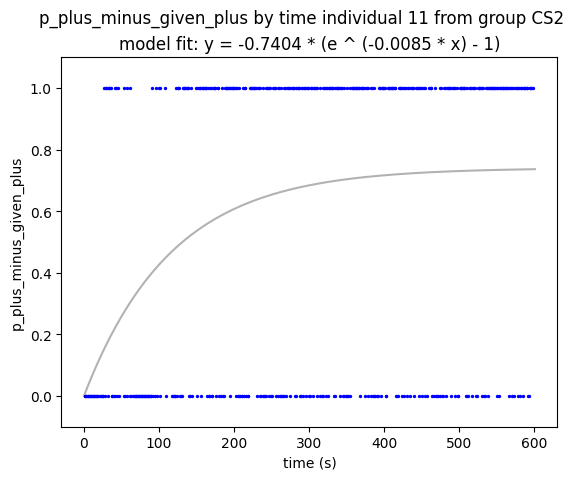 p_plus_minus_given_plus by time individual 11 from group CS2
model fit: y = -0.7404 * (e ^ (-0.0085 * x) - 1)
1.0
0.8
0.6
0.4
0.2
0.0
p_plus_minus_given_plus
0 100 200 300 400 500 600
time (s)